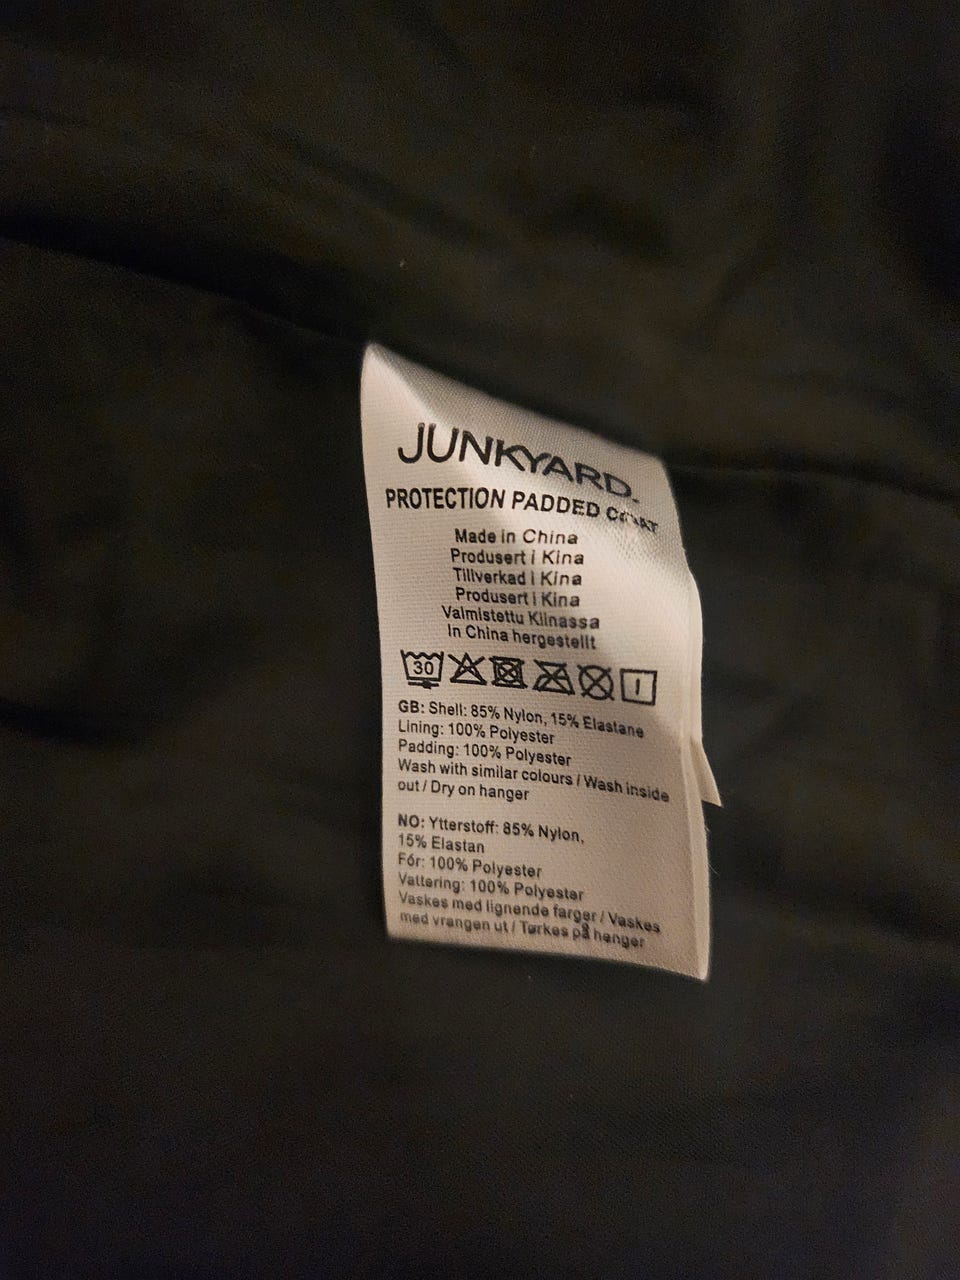 JUNKYARD.
PROTECTION PADDED COAT
Made in China
Produsert i Kina
Tillverkad i Kina
Produsert i Kina
Valmistettu Kiinassa
In China hergestellt
30
GB: Shell: 85% Nylon, 15% Elastane
Lining: 100% Polyester
Padding: 100% Polyester
Wash with similar colours / Wash inside
out / Dry on hanger
NO: Ytterstoff: 85% Nylon,
15% Elastan
Fór: 100% Polyester
Vattering: 100% Polyester
Vaskes med lignende farger / Vaskes
med vrangen ut / Tørkes på henger